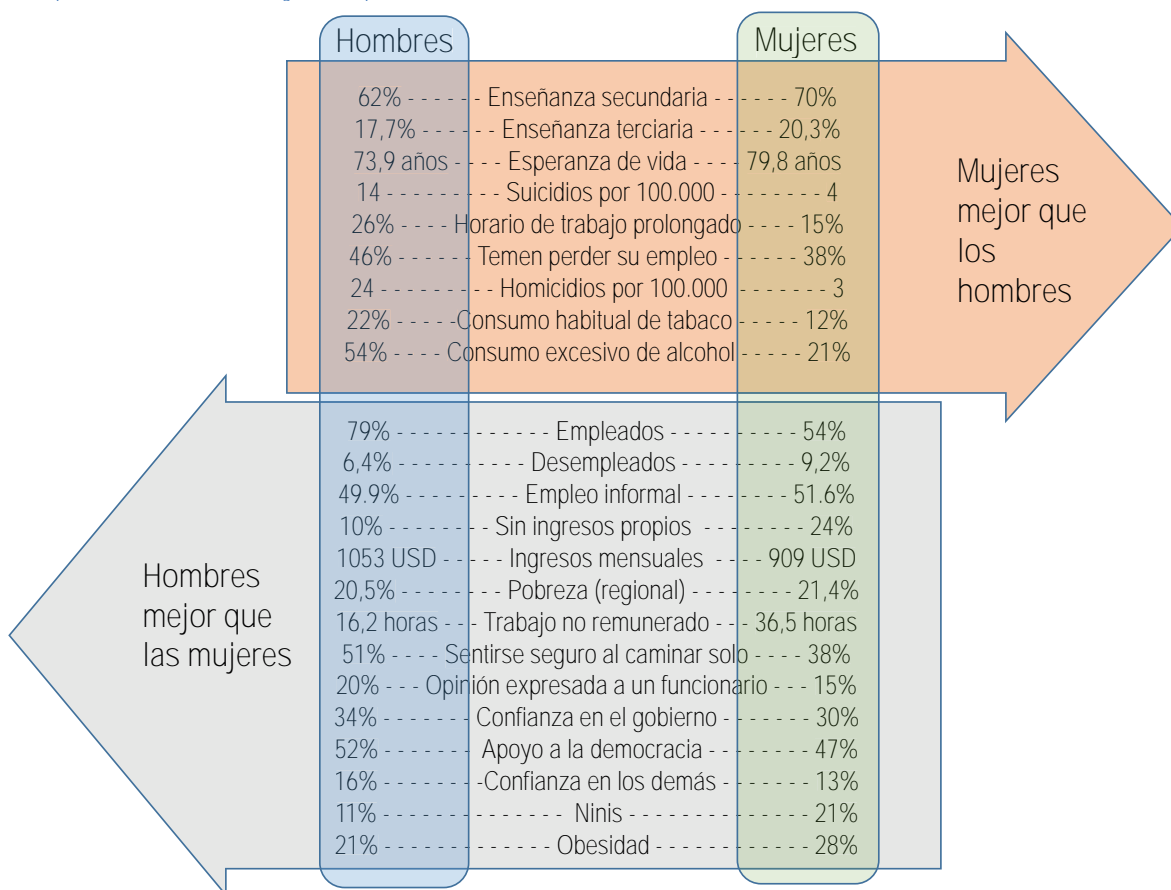 Hombres Mujeres
62% - - - - - - Enseñanza secundaria - - - - - - 70%
17,7% - - - - - - - Enseñanza terciaria - - - - - 20,3%
73,9 años - - - - Esperanza de vida - - - - 79,8 años
14 - - - - - - - - - Suicidios por 100.000 - - - - - - 4
26% - - Horario de trabajo prolongado - - - 15%
46% - - - - - - Temen perder su empleo - - - - 38%
24 - - - - - - - - - Homicidios por 100.000 - - - - - - - 3
22% - - - - -Consumo habitual de tabaco - - - - - 12%
54% - - - - Consumo excesivo de alcohol - - - - - 21%
Mujeres
mejor que
los
hombres
79% - - - - - - - - - - - - Empleados - - - - - - - - - - 54%
6,4% - - - - - - - - - - Desempleados - - - - - - - - 9,2%
49.9% - - - - - - - - - Empleo informal - - - - - - - - 51.6%
10% - - - - - - - - Sin ingresos propios - - - - - - - 24%
1053 USD - - - - - Ingresos mensuales - - - - 909 USD
20,5% - - - - - - - - Pobreza (regional) - - - - - - - 21,4%
16,2 horas - - - Trabajo no remunerado - - - 36,5 horas
51% - - - - Sentirse seguro al caminar solo - - - - 38%
20% - - - Opinión expresada a un funcionario - - - 15%
34% - - - - - - - Confianza en el gobierno - - - - - - 30%
52% - - - - - - - Apoyo a la democracia - - - - - - - - 47%
16% - - - - - - - -Confianza en los demás - - - - - - - 13%
11% - - - - - - - - - - - - - - Ninis - - - - - - - - - - - - - 21%
21% - - - - - - - - - - - - Obesidad - - - - - - - - - - - 28%
Hombres
mejor que
las mujeres